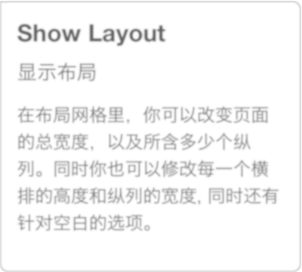 Show Layout
显示布局
在布局网格里，你可以改变页面
的总宽度，以及所含多少个纵
列。同时你也可以修改每一个横
排的高度和纵列的宽度, 同时还有
针对空白的选项。